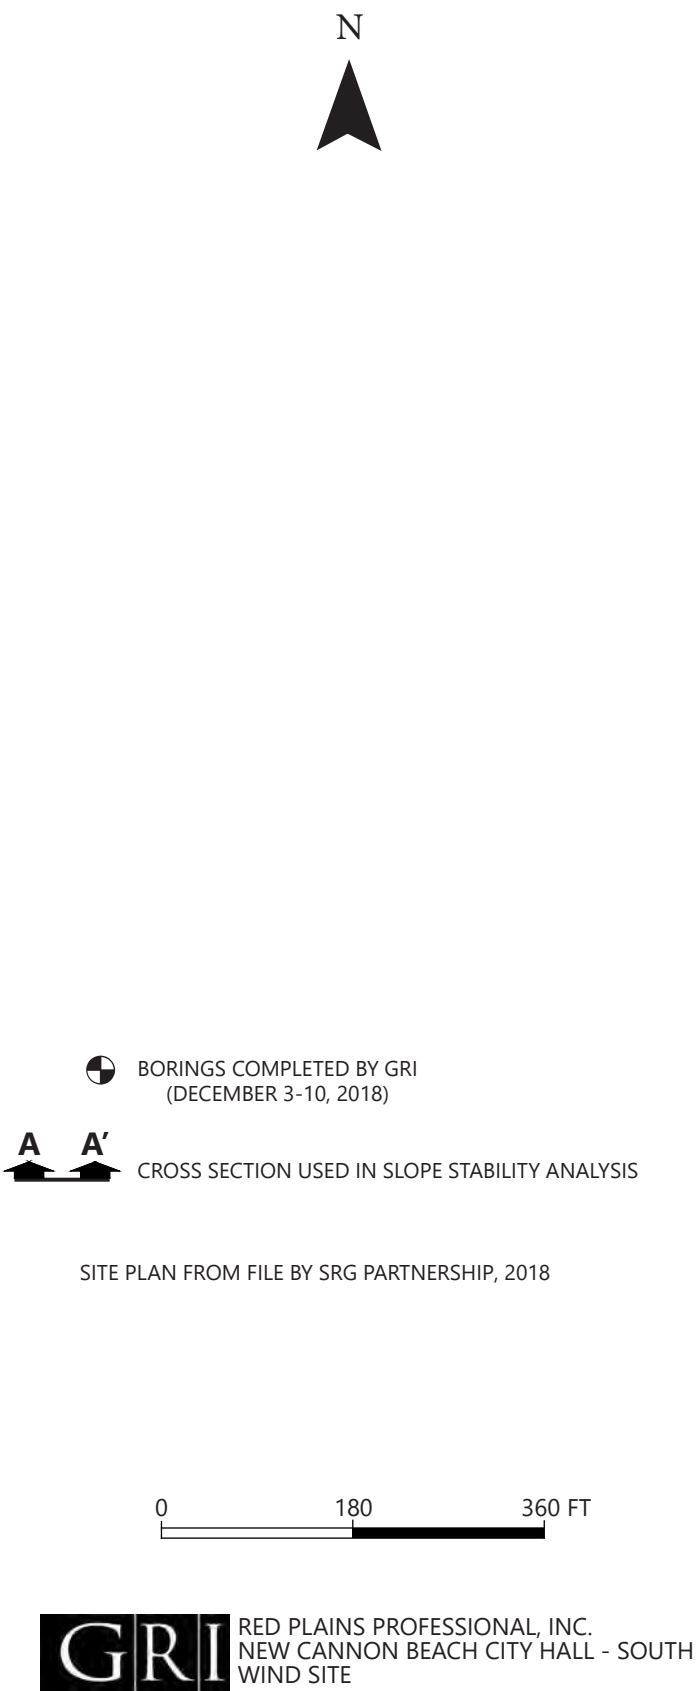 N
BORINGS COMPLETED BY GRI
(DECEMBER 3-10, 2018)
A A’
CROSS SECTION USED IN SLOPE STABILITY ANALYSIS
SITE PLAN FROM FILE BY SRG PARTNERSHIP, 2018
0 180 360 FT
GRI
RED PLAINS PROFESSIONAL, INC.
NEW CANNON BEACH CITY HALL - SOUTH
WIND SITE